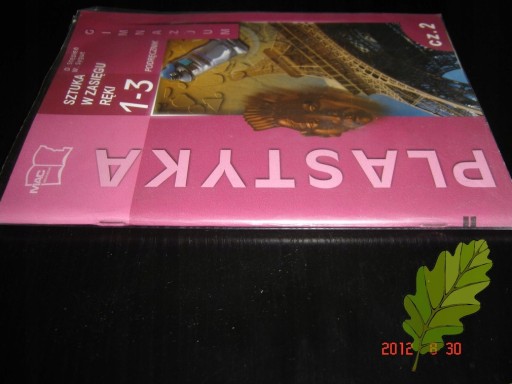 GIMNAZJUM
SZTUKA
W ZASIĘGU
RĘKI
1-3
PODRĘCZNIK
cz.2
PLASTYKA
MAC
2012 8 30